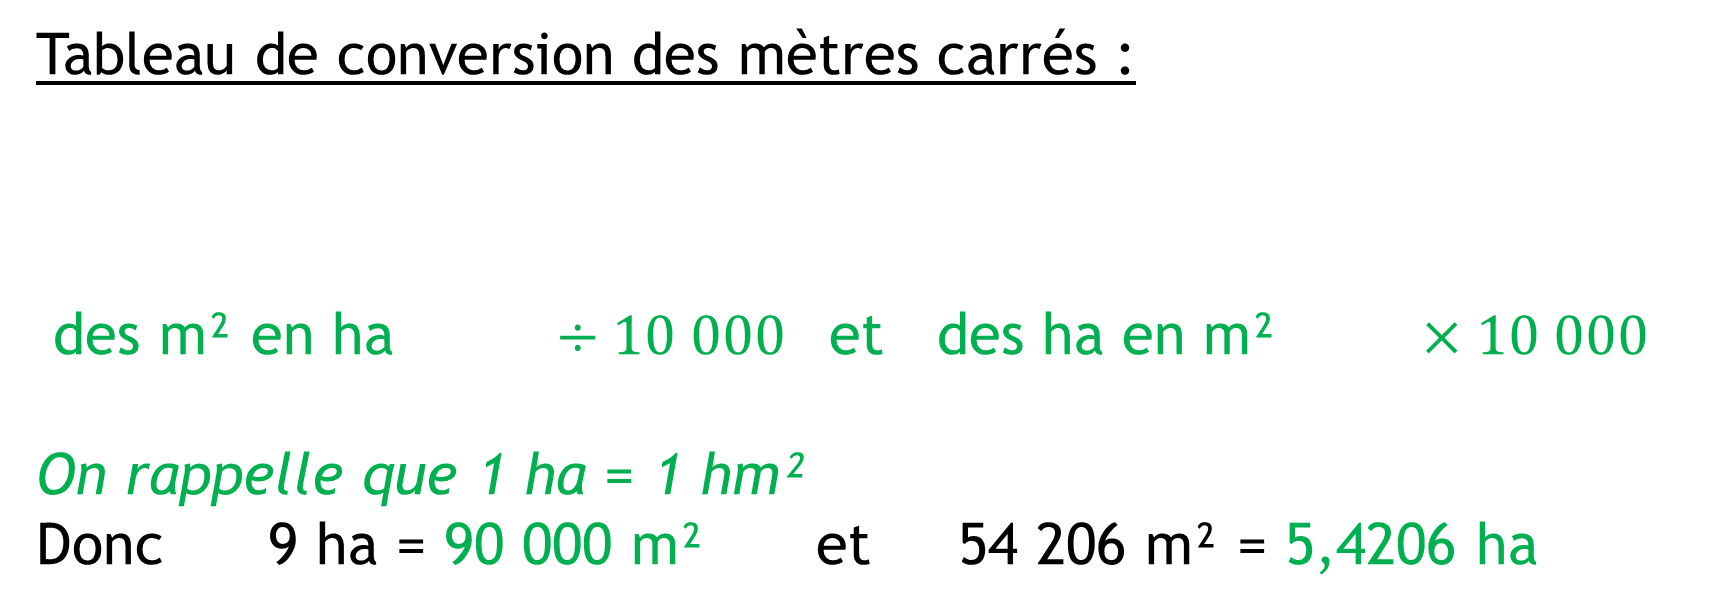 Tableau de conversion des mètres carrés :
des m² en ha ÷ 10 000 et des ha en m² × 10 000
On rappelle que 1 ha = 1 hm²
Donc 9 ha = 90 000 m² et 54 206 m² = 5,4206 ha